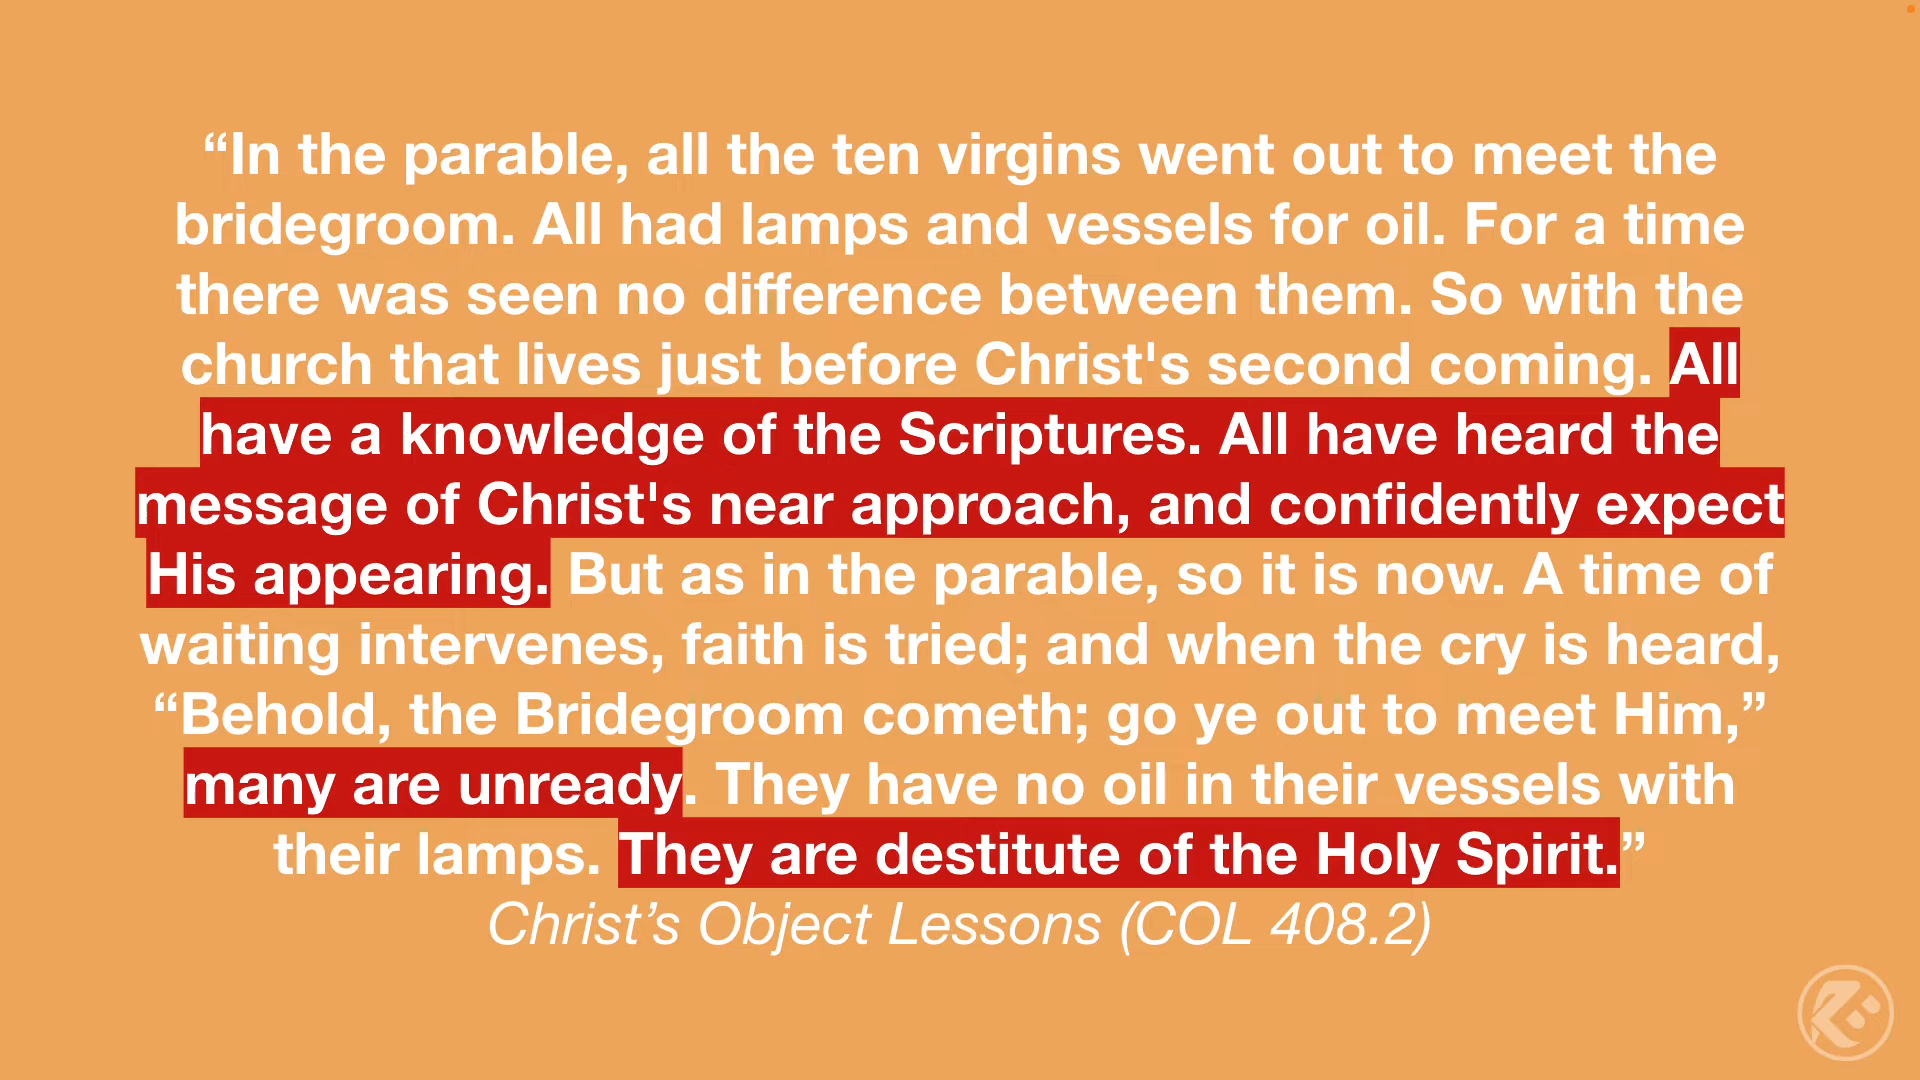 “In the parable, all the ten virgins went out to meet the
bridegroom. All had lamps and vessels for oil. For a time
there was seen no difference between them. So with the
church that lives just before Christ's second coming. All
have a knowledge of the Scriptures. All have heard the
message of Christ's near approach, and confidently expect
His appearing. But as in the parable, so it is now. A time of
waiting intervenes, faith is tried; and when the cry is heard,
“Behold, the Bridegroom cometh; go ye out to meet Him,”
many are unready. They have no oil in their vessels with
their lamps. They are destitute of the Holy Spirit.”
Christ’s Object Lessons (COL 408.2)